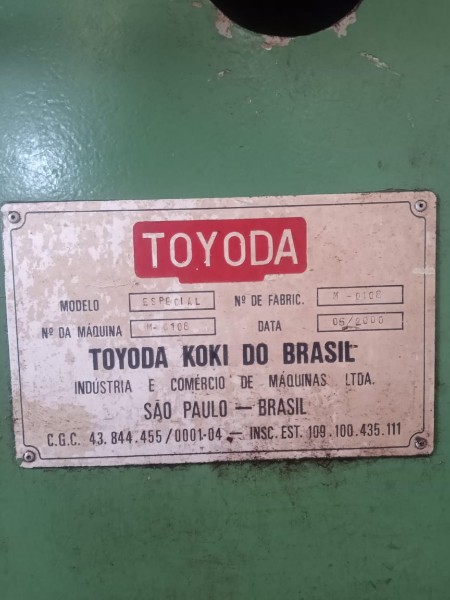 TOYODA
MODELO ESPECIAL Nº DE FABRIC.
Nº DA MÁQUINA DATA 06/2000
TOYODA KOKI DO BRASIL
INDÚSTRIA E COMÉRCIO DE MÁQUINAS LTDA.
SÃO PAULO — BRASIL
C.G.C. 43.844.455/0001-04 — INSC. EST. 109.100.435.111